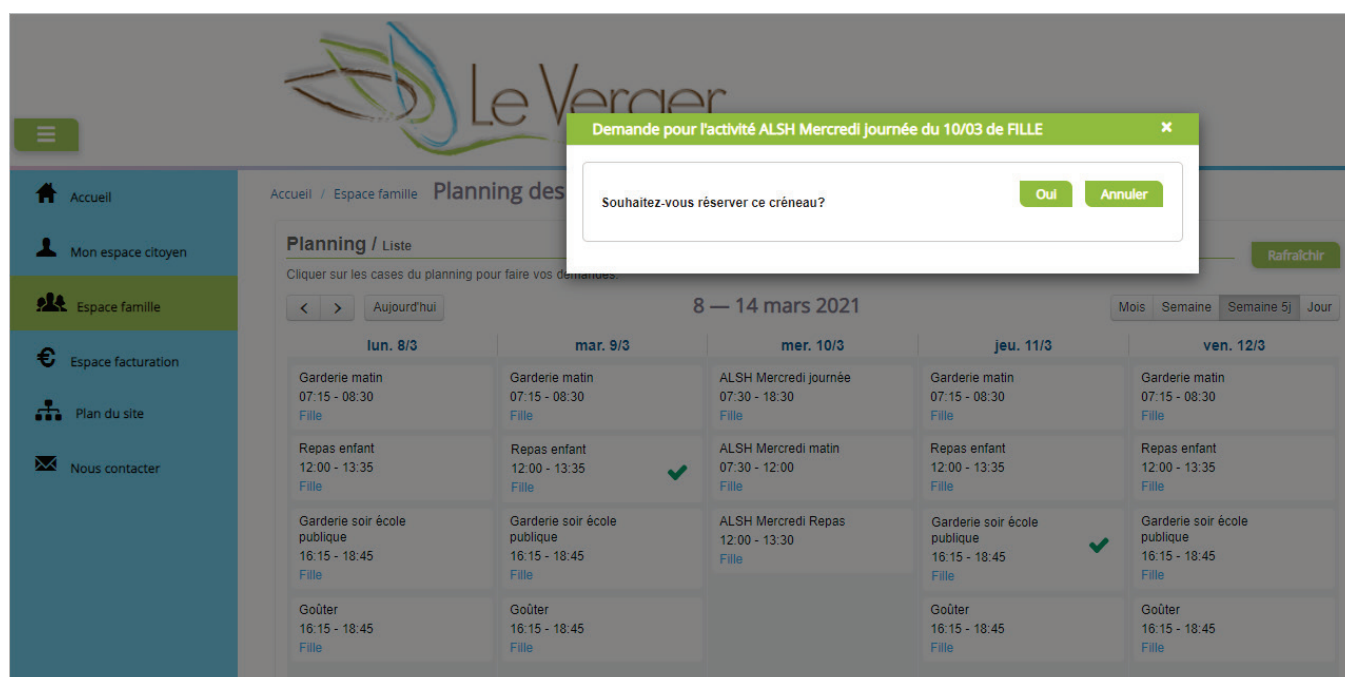 Le Verger
Demande pour l'activité ALSH Mercredi journée du 10/03 de FILLE
Souhaitez-vous réserver ce créneau?
Oui
Annuler
Accueil
Mon espace citoyen
Espace famille
Espace facturation
Plan du site
Nous contacter
Accueil / Espace famille Planning des
Planning / Liste
Rafraîchir
Cliquer sur les cases du planning pour faire vos demandes.
Aujourd'hui
8 — 14 mars 2021
Mois Semaine Semaine 5j Jour
lun. 8/3
mar. 9/3
mer. 10/3
jeu. 11/3
ven. 12/3
Garderie matin
07:15 - 08:30
Fille
Garderie matin
07:15 - 08:30
Fille
ALSH Mercredi journée
07:30 - 18:30
Fille
Garderie matin
07:15 - 08:30
Fille
Garderie matin
07:15 - 08:30
Fille
Repas enfant
12:00 - 13:35
Fille
Repas enfant
12:00 - 13:35
Fille
ALSH Mercredi matin
07:30 - 12:00
Fille
Repas enfant
12:00 - 13:35
Fille
Repas enfant
12:00 - 13:35
Fille
Garderie soir école
publique
16:15 - 18:45
Fille
Garderie soir école
publique
16:15 - 18:45
Fille
ALSH Mercredi Repas
12:00 - 13:30
Fille
Garderie soir école
publique
16:15 - 18:45
Fille
Garderie soir école
publique
16:15 - 18:45
Fille
Goûter
16:15 - 18:45
Fille
Goûter
16:15 - 18:45
Fille
Goûter
16:15 - 18:45
Fille
Goûter
16:15 - 18:45
Fille